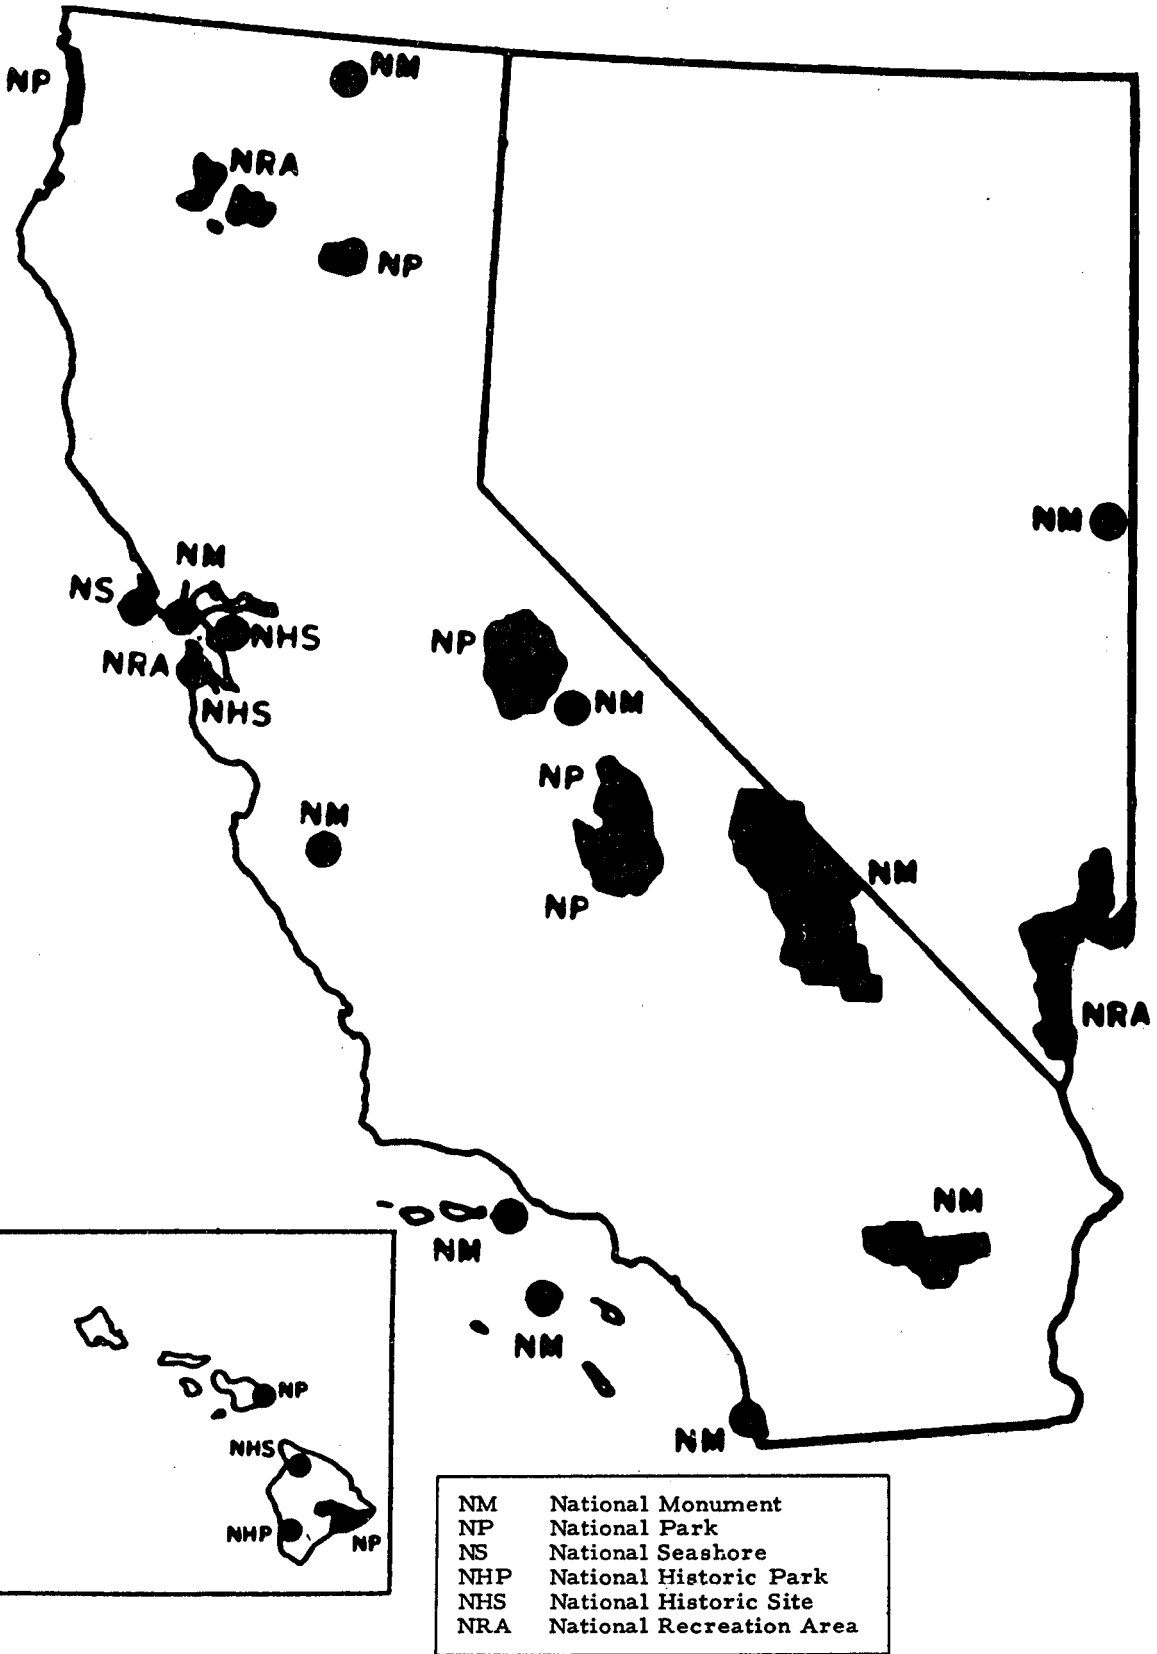 NP
NM
NRA
NP
NM
NM
NS
NHS
NRA
NHS
NP
NM
NP
NM
NM
NP
NRA
NM
NM
NM
NM
NP
NHS
NHP
NP
NM National Monument
NP National Park
NS National Seashore
NHP National Historic Park
NHS National Historic Site
NRA National Recreation Area